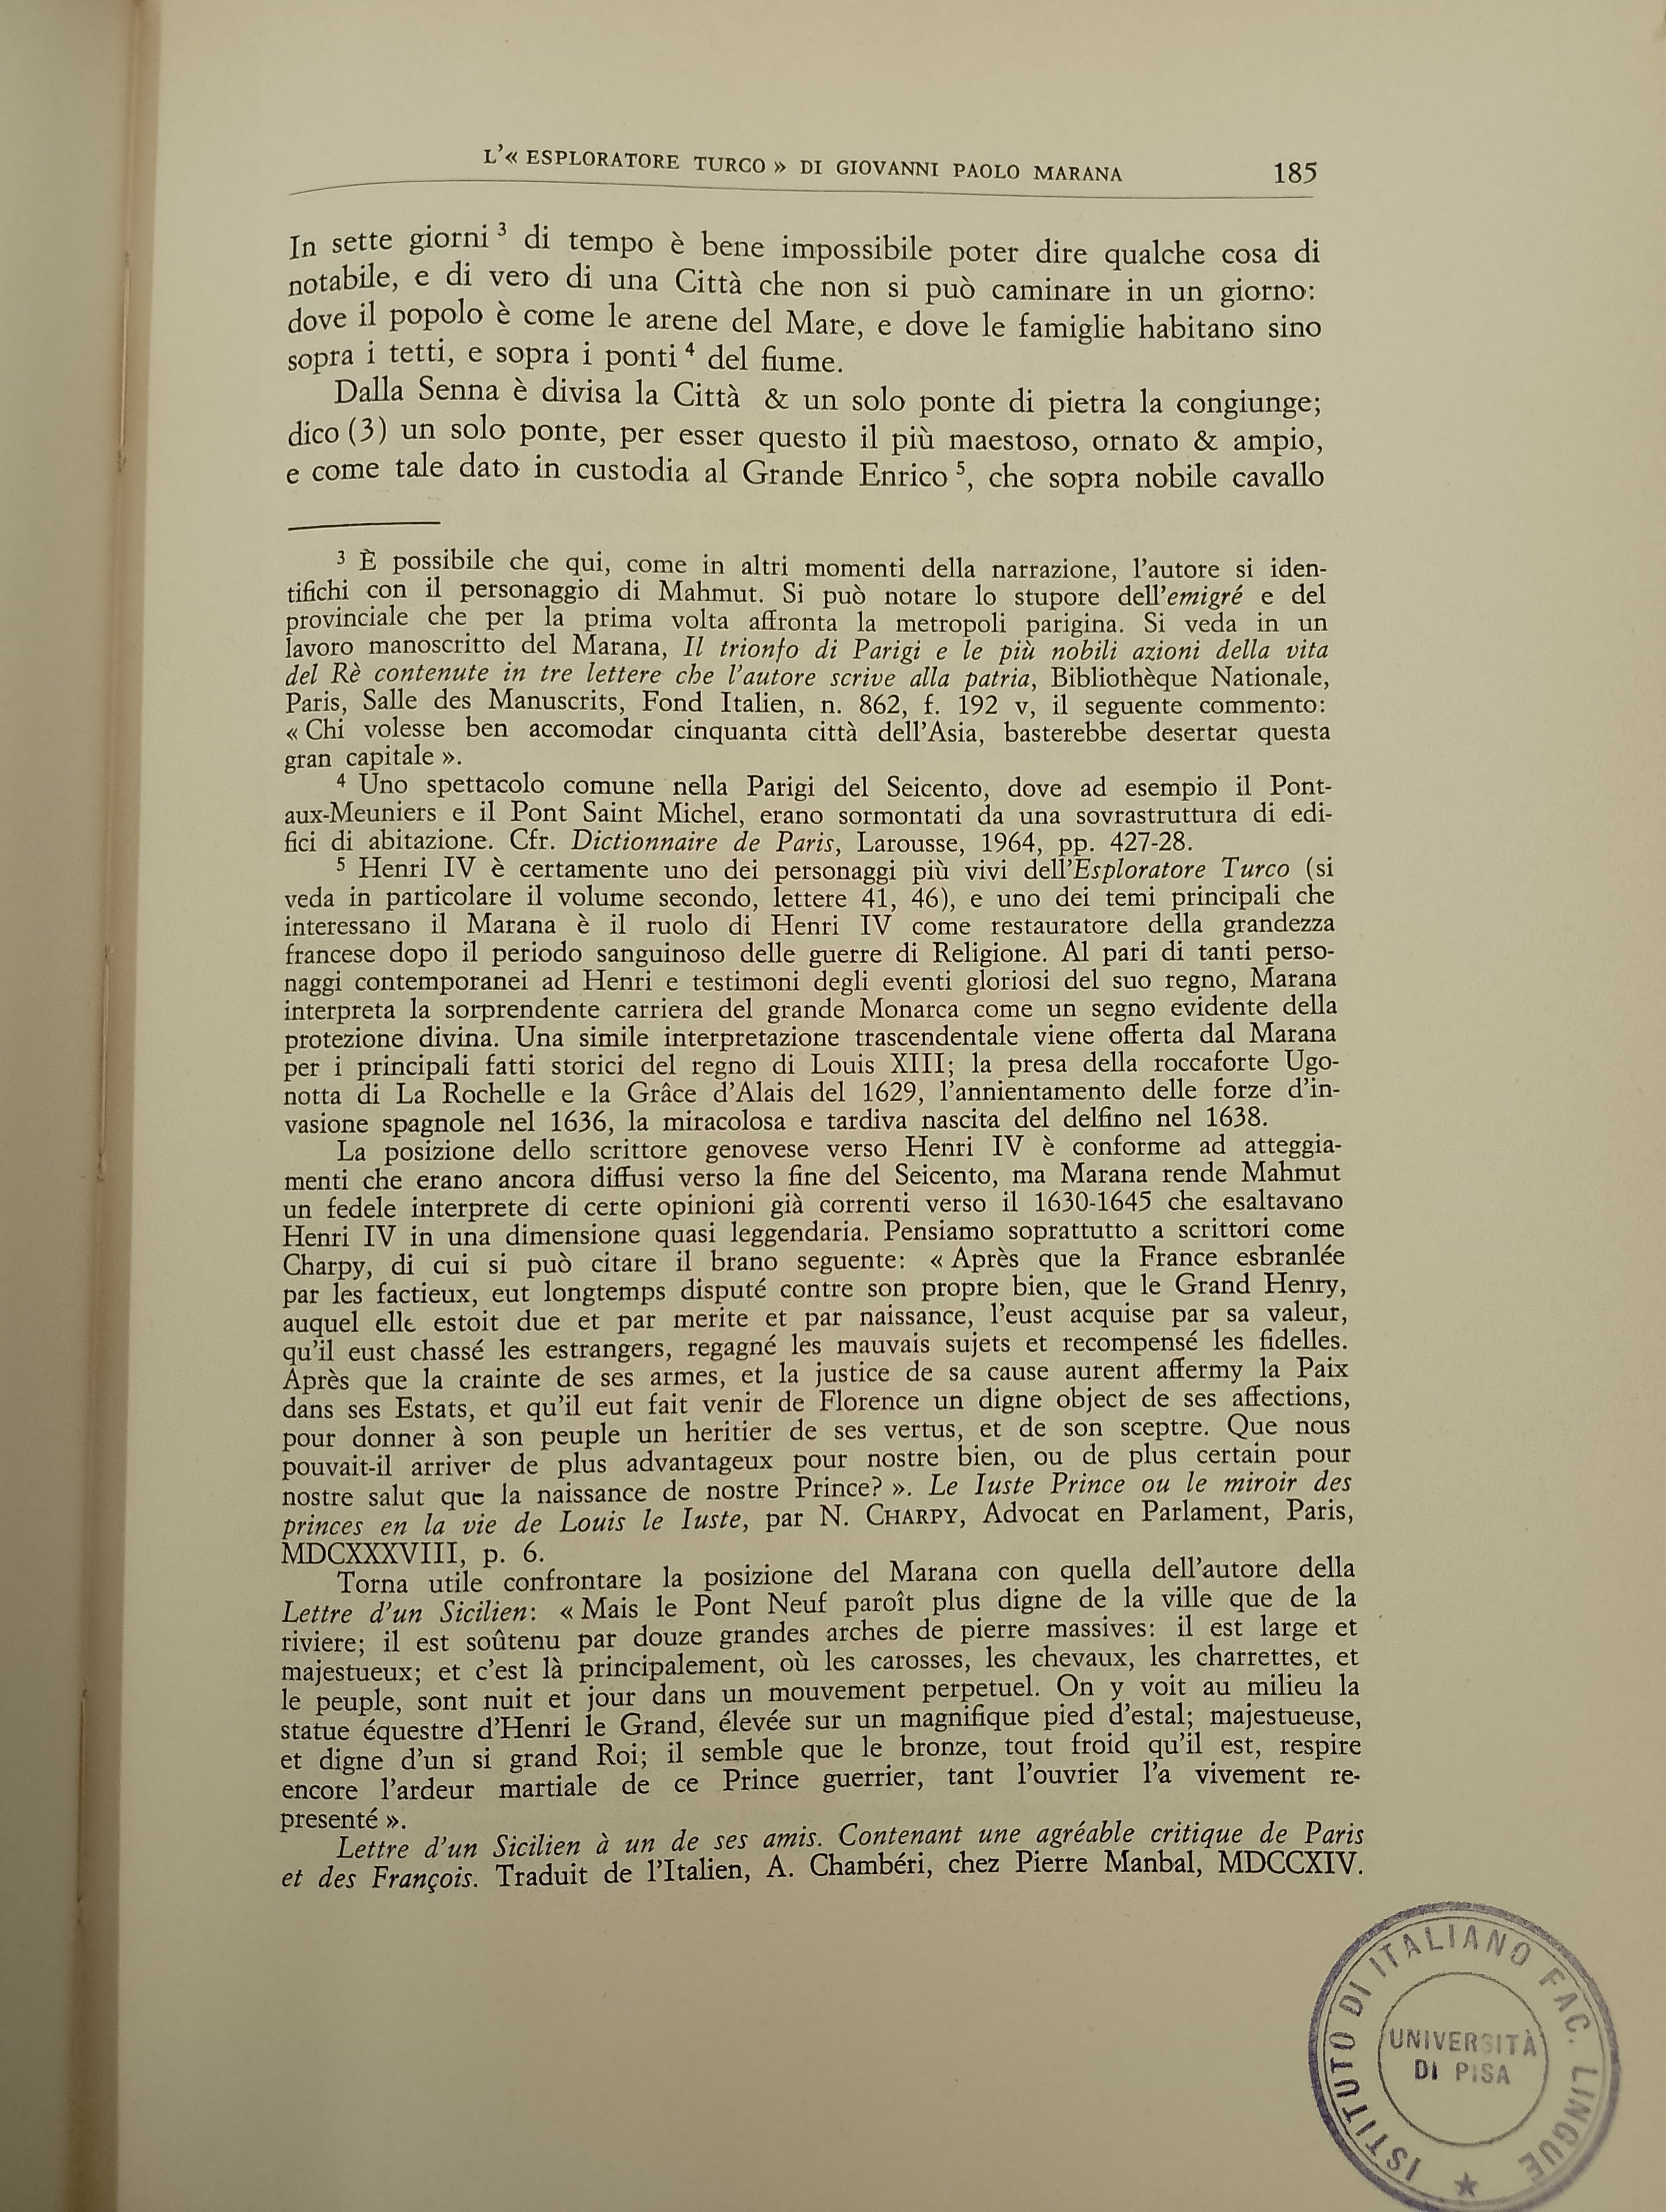 L'« ESPLORATORE TURCO » DI GIOVANNI PAOLO MARANA 185
In sette giorni ³ di tempo è bene impossibile poter dire qualche cosa di
notabile, e di vero di una Città che non si può caminare in un giorno:
dove il popolo è come le arene del Mare, e dove le famiglie habitano sino
sopra i tetti, e sopra i ponti ⁴ del fiume.
Dalla Senna è divisa la Città & un solo ponte di pietra la congiunge;
dico (3) un solo ponte, per esser questo il più maestoso, ornato & ampio,
e come tale dato in custodia al Grande Enrico ⁵, che sopra nobile cavallo
³ È possibile che qui, come in altri momenti della narrazione, l'autore si iden-
tifichi con il personaggio di Mahmut. Si può notare lo stupore dell'emigré e del
provinciale che per la prima volta affronta la metropoli parigina. Si veda in un
lavoro manoscritto del Marana, Il trionfo di Parigi e le più nobili azioni della vita
del Rè contenute in tre lettere che l'autore scrive alla patria, Bibliothèque Nationale,
Paris, Salle des Manuscrits, Fond Italien, n. 862, f. 192 v, il seguente commento:
« Chi volesse ben accomodar cinquanta città dell'Asia, basterebbe desertar questa
gran capitale ».
⁴ Uno spettacolo comune nella Parigi del Seicento, dove ad esempio il Pont-
aux-Meuniers e il Pont Saint Michel, erano sormontati da una sovrastruttura di edi-
fici di abitazione. Cfr. Dictionnaire de Paris, Larousse, 1964, pp. 427-28.
⁵ Henri IV è certamente uno dei personaggi più vivi dell'Esploratore Turco (si
veda in particolare il volume secondo, lettere 41, 46), e uno dei temi principali che
interessano il Marana è il ruolo di Henri IV come restauratore della grandezza
francese dopo il periodo sanguinoso delle guerre di Religione. Al pari di tanti perso-
naggi contemporanei ad Henri e testimoni degli eventi gloriosi del suo regno, Marana
interpreta la sorprendente carriera del grande Monarca come un segno evidente della
protezione divina. Una simile interpretazione trascendentale viene offerta dal Marana
per i principali fatti storici del regno di Louis XIII; la presa della roccaforte Ugo-
notta di La Rochelle e la Grâce d'Alais del 1629, l'annientamento delle forze d'in-
vasione spagnole nel 1636, la miracolosa e tardiva nascita del delfino nel 1638.
La posizione dello scrittore genovese verso Henri IV è conforme ad atteggia-
menti che erano ancora diffusi verso la fine del Seicento, ma Marana rende Mahmut
un fedele interprete di certe opinioni già correnti verso il 1630-1645 che esaltavano
Henri IV in una dimensione quasi leggendaria. Pensiamo soprattutto a scrittori come
Charpy, di cui si può citare il brano seguente: « Après que la France esbranlée
par les factieux, eut longtemps disputé contre son propre bien, que le Grand Henry,
auquel elle estoit due et par merite et par naissance, l'eust acquise par sa valeur,
qu'il eust chassé les estrangers, regagné les mauvais sujets et recompensé les fidelles.
Après que la crainte de ses armes, et la justice de sa cause aurent affermy la Paix
dans ses Estats, et qu'il eut fait venir de Florence un digne object de ses affections,
pour donner à son peuple un heritier de ses vertus, et de son sceptre. Que nous
pouvait-il arriver de plus advantageux pour nostre bien, ou de plus certain pour
nostre salut que la naissance de nostre Prince? ». Le Iuste Prince ou le miroir des
princes en la vie de Louis le Iuste, par N. CHARPY, Advocat en Parlament, Paris,
MDCXXXVIII, p. 6.
Torna utile confrontare la posizione del Marana con quella dell'autore della
Lettre d'un Sicilien: « Mais le Pont Neuf paroît plus digne de la ville que de la
riviere; il est soûtenu par douze grandes arches de pierre massives: il est large et
majestueux; et c'est là principalement, où les carosses, les chevaux, les charrettes, et
le peuple, sont nuit et jour dans un mouvement perpetuel. On y voit au milieu la
statue équestre d'Henri le Grand, élevée sur un magnifique pied d'estal; majestueuse,
et digne d'un si grand Roi; il semble que le bronze, tout froid qu'il est, respire
encore l'ardeur martiale de ce Prince guerrier, tant l'ouvrier l'a vivement re-
presenté ».
Lettre d'un Sicilien à un de ses amis. Contenant une agréable critique de Paris
et des François. Traduit de l'Italien, A. Chambéri, chez Pierre Manbal, MDCCXIV.
ISTITUTO DI ITALIANO FAC. LINGUE ★
UNIVERSITÀ
DI PISA